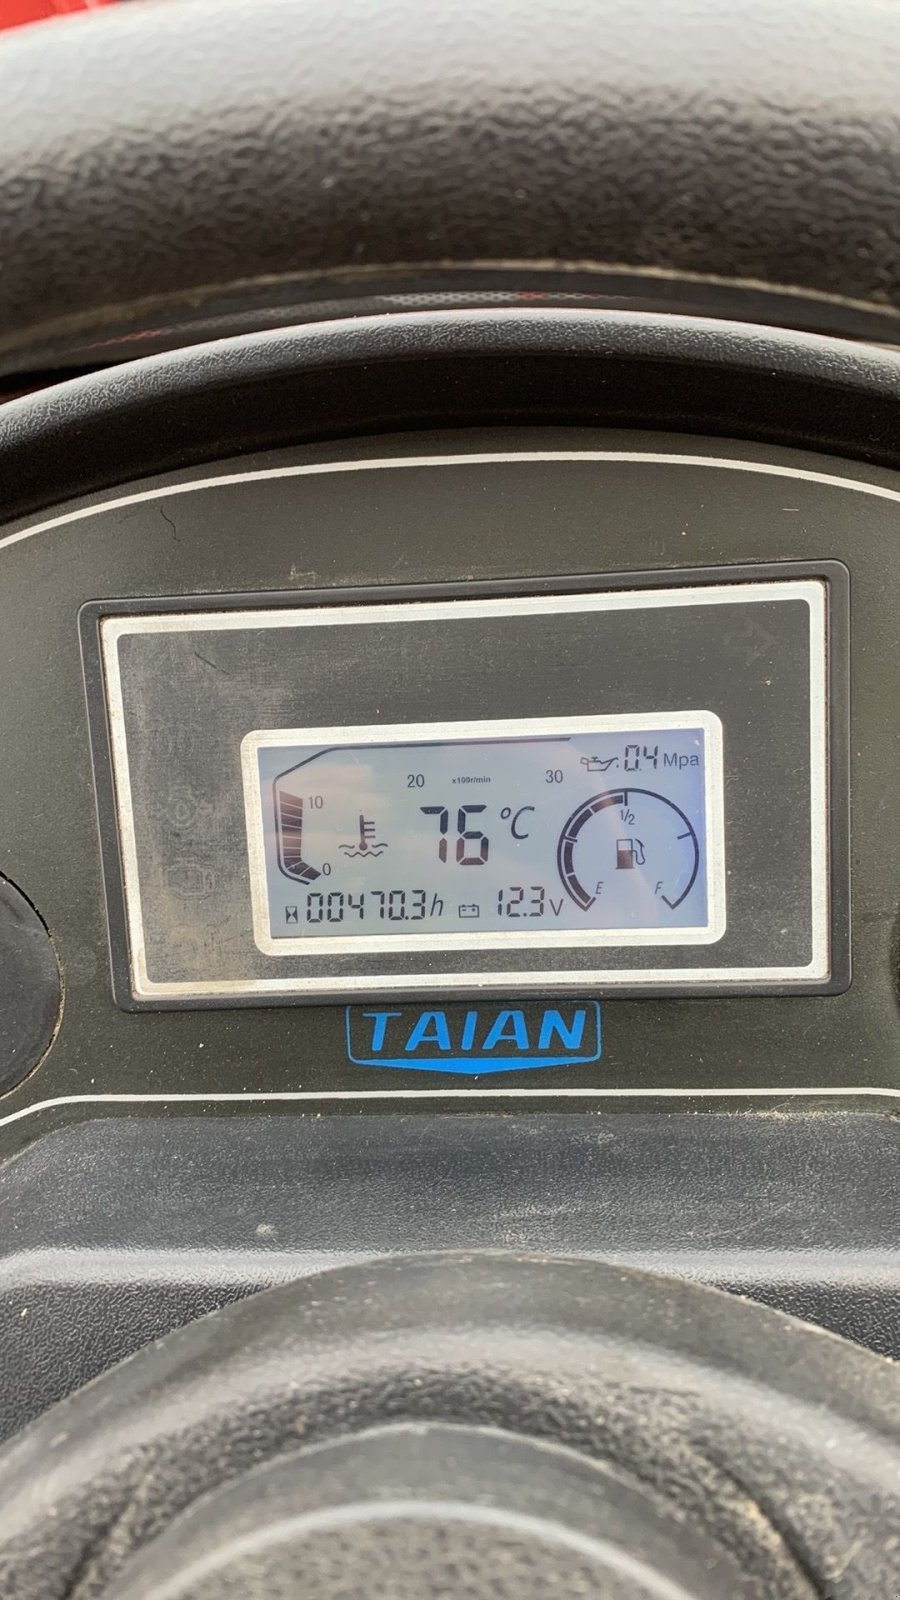 0.4 Mpa
20 x100r/min 30
10
76 °C
1/2
0
E F
00470.3h 12.3V
TAIAN